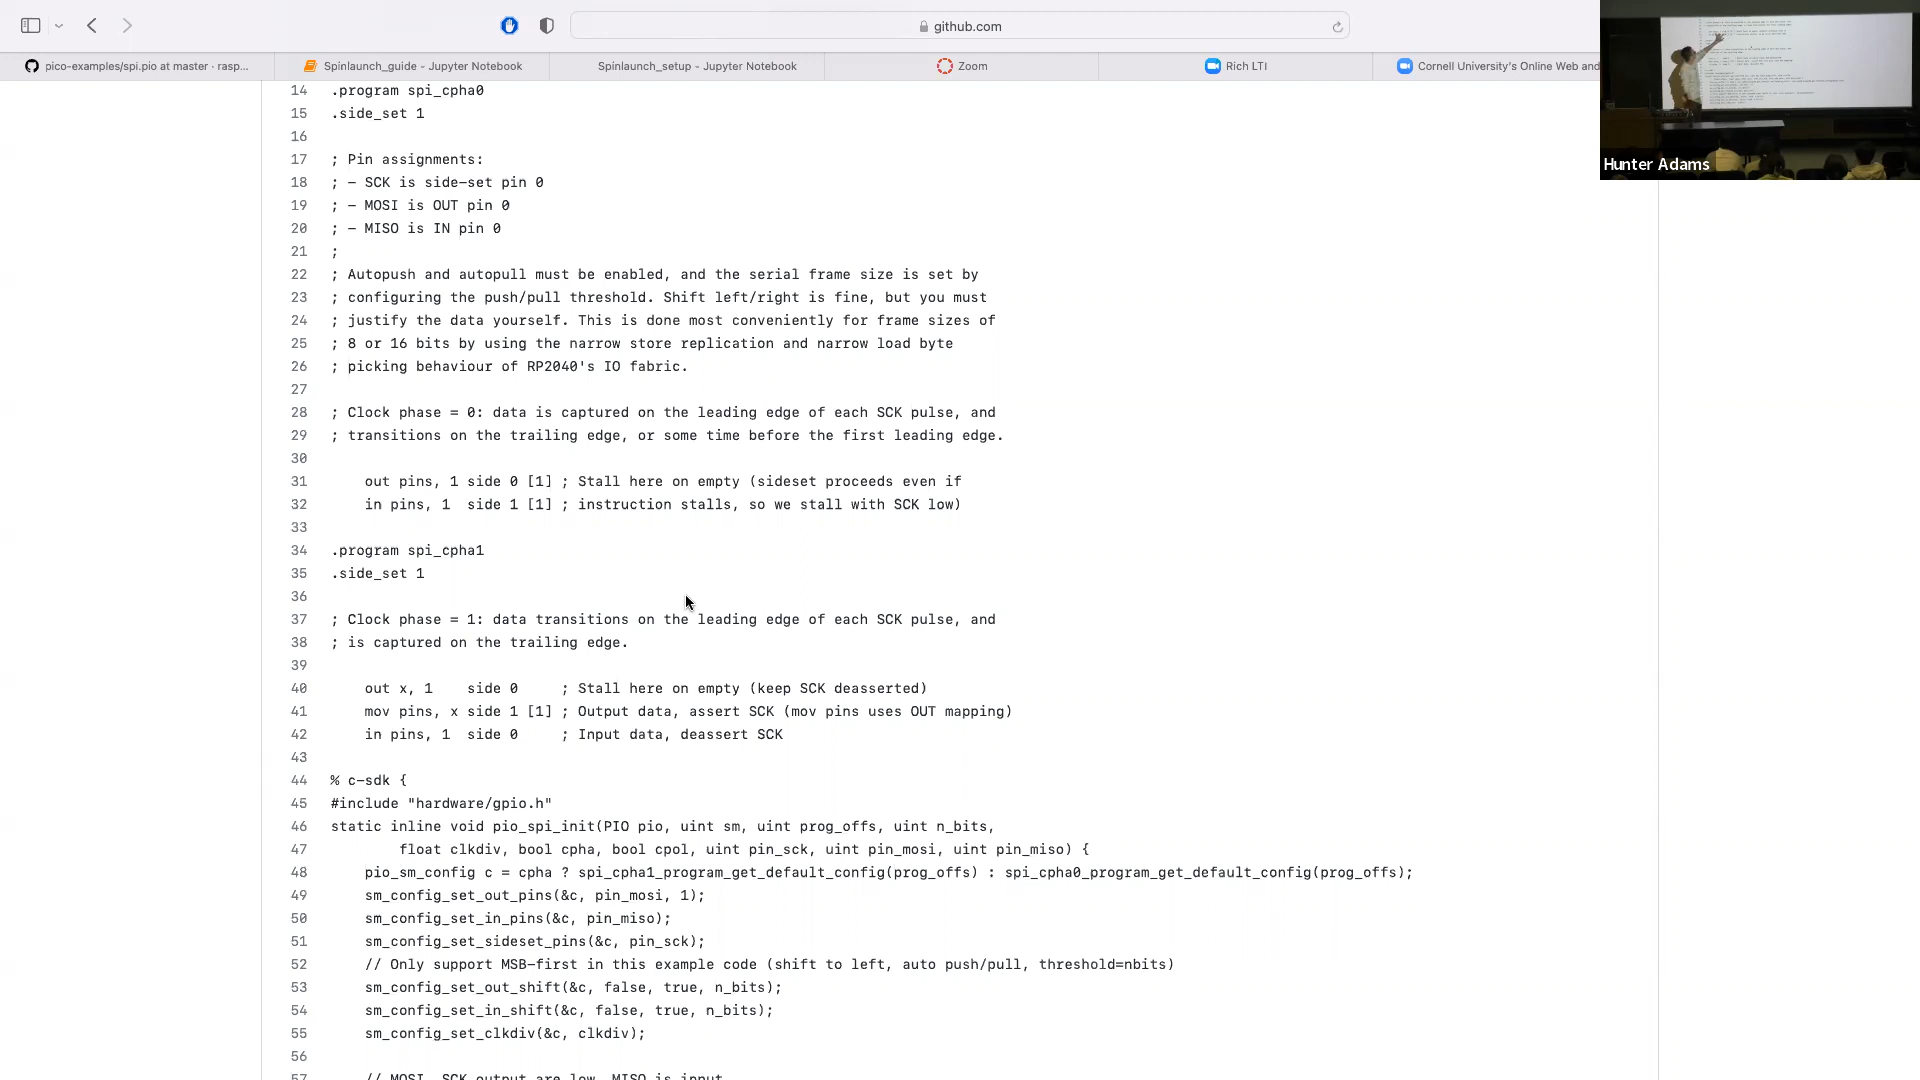 github.com
pico-examples/spi.pio at master · rasp...
Spinlaunch_guide - Jupyter Notebook
Spinlaunch_setup - Jupyter Notebook
Zoom
Rich LTI
Cornell University's Online Web and
Hunter Adams
14 .program spi_cpha0
15 .side_set 1
16
17 ; Pin assignments:
18 ; - SCK is side-set pin 0
19 ; - MOSI is OUT pin 0
20 ; - MISO is IN pin 0
21 ;
22 ; Autopush and autopull must be enabled, and the serial frame size is set by
23 ; configuring the push/pull threshold. Shift left/right is fine, but you must
24 ; justify the data yourself. This is done most conveniently for frame sizes of
25 ; 8 or 16 bits by using the narrow store replication and narrow load byte
26 ; picking behaviour of RP2040's IO fabric.
27
28 ; Clock phase = 0: data is captured on the leading edge of each SCK pulse, and
29 ; transitions on the trailing edge, or some time before the first leading edge.
30
31     out pins, 1 side 0 [1] ; Stall here on empty (sideset proceeds even if
32     in pins, 1  side 1 [1] ; instruction stalls, so we stall with SCK low)
33
34 .program spi_cpha1
35 .side_set 1
36
37 ; Clock phase = 1: data transitions on the leading edge of each SCK pulse, and
38 ; is captured on the trailing edge.
39
40     out x, 1    side 0     ; Stall here on empty (keep SCK deasserted)
41     mov pins, x side 1 [1] ; Output data, assert SCK (mov pins uses OUT mapping)
42     in pins, 1  side 0     ; Input data, deassert SCK
43
44 % c-sdk {
45 #include "hardware/gpio.h"
46 static inline void pio_spi_init(PIO pio, uint sm, uint prog_offs, uint n_bits,
47         float clkdiv, bool cpha, bool cpol, uint pin_sck, uint pin_mosi, uint pin_miso) {
48     pio_sm_config c = cpha ? spi_cpha1_program_get_default_config(prog_offs) : spi_cpha0_program_get_default_config(prog_offs);
49     sm_config_set_out_pins(&c, pin_mosi, 1);
50     sm_config_set_in_pins(&c, pin_miso);
51     sm_config_set_sideset_pins(&c, pin_sck);
52     // Only support MSB-first in this example code (shift to left, auto push/pull, threshold=nbits)
53     sm_config_set_out_shift(&c, false, true, n_bits);
54     sm_config_set_in_shift(&c, false, true, n_bits);
55     sm_config_set_clkdiv(&c, clkdiv);
56
57     // MOSI, SCK output are low, MISO is input